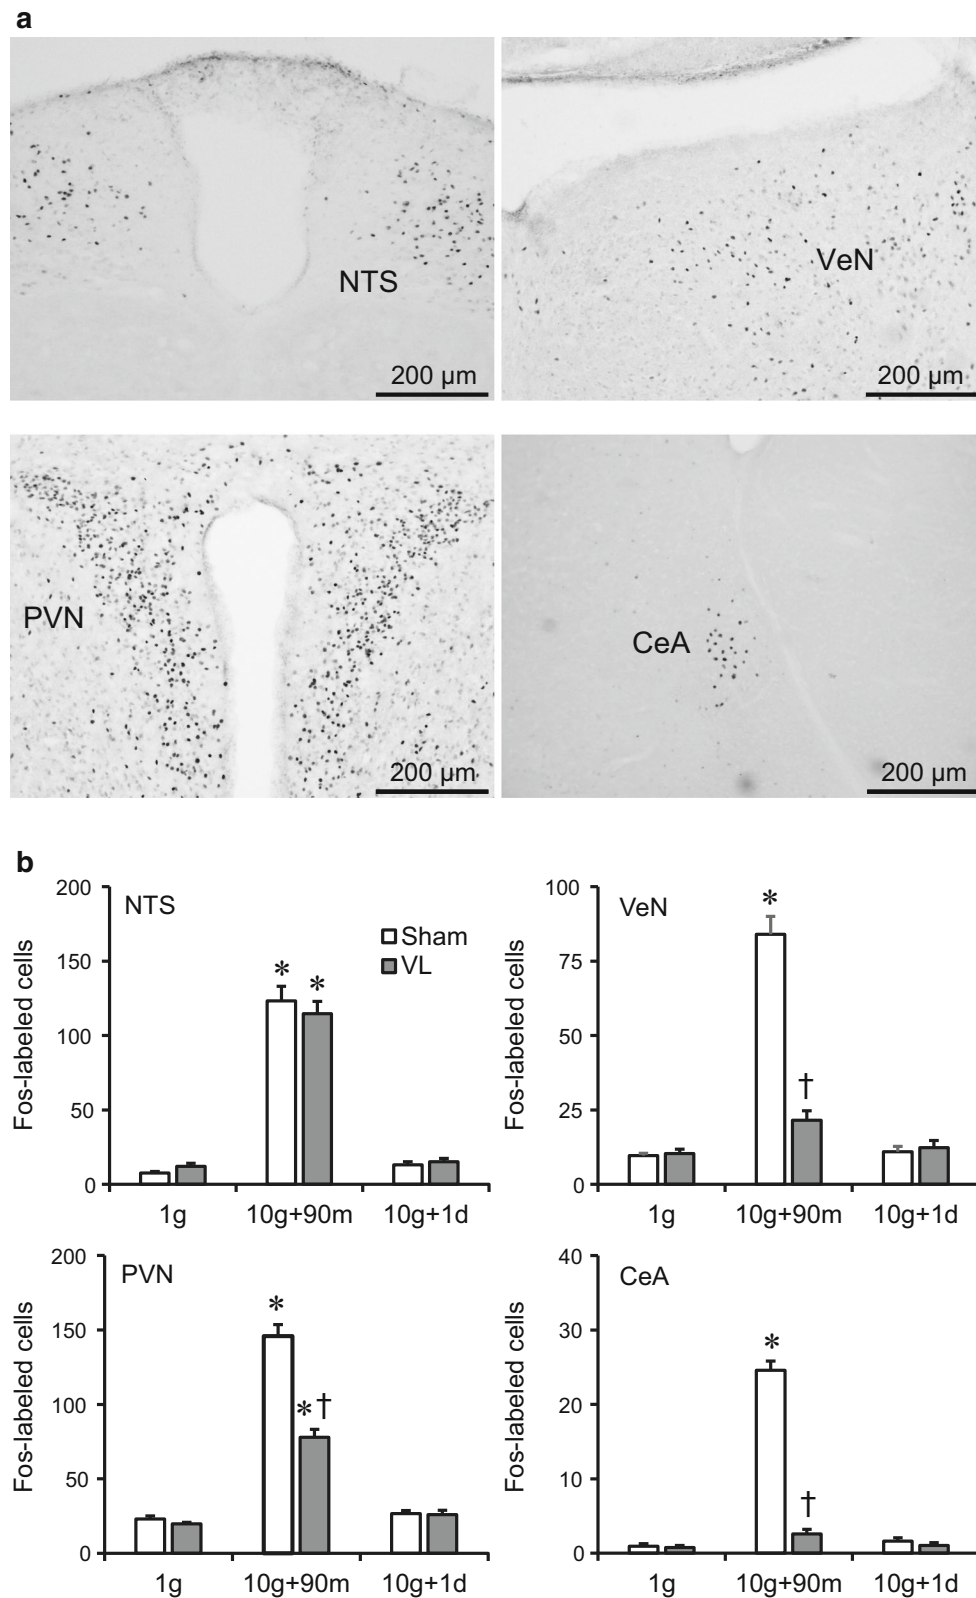 a
NTS
200 µm
VeN
200 µm
PVN
200 µm
CeA
200 µm
b
NTS
Sham
VL
Fos-labeled cells
200
150
100
50
0
*
*
1g
10g+90m
10g+1d
VeN
Fos-labeled cells
100
75
50
25
0
*
†
1g
10g+90m
10g+1d
PVN
Fos-labeled cells
200
150
100
50
0
*
*†
1g
10g+90m
10g+1d
CeA
Fos-labeled cells
40
30
20
10
0
*
†
1g
10g+90m
10g+1d